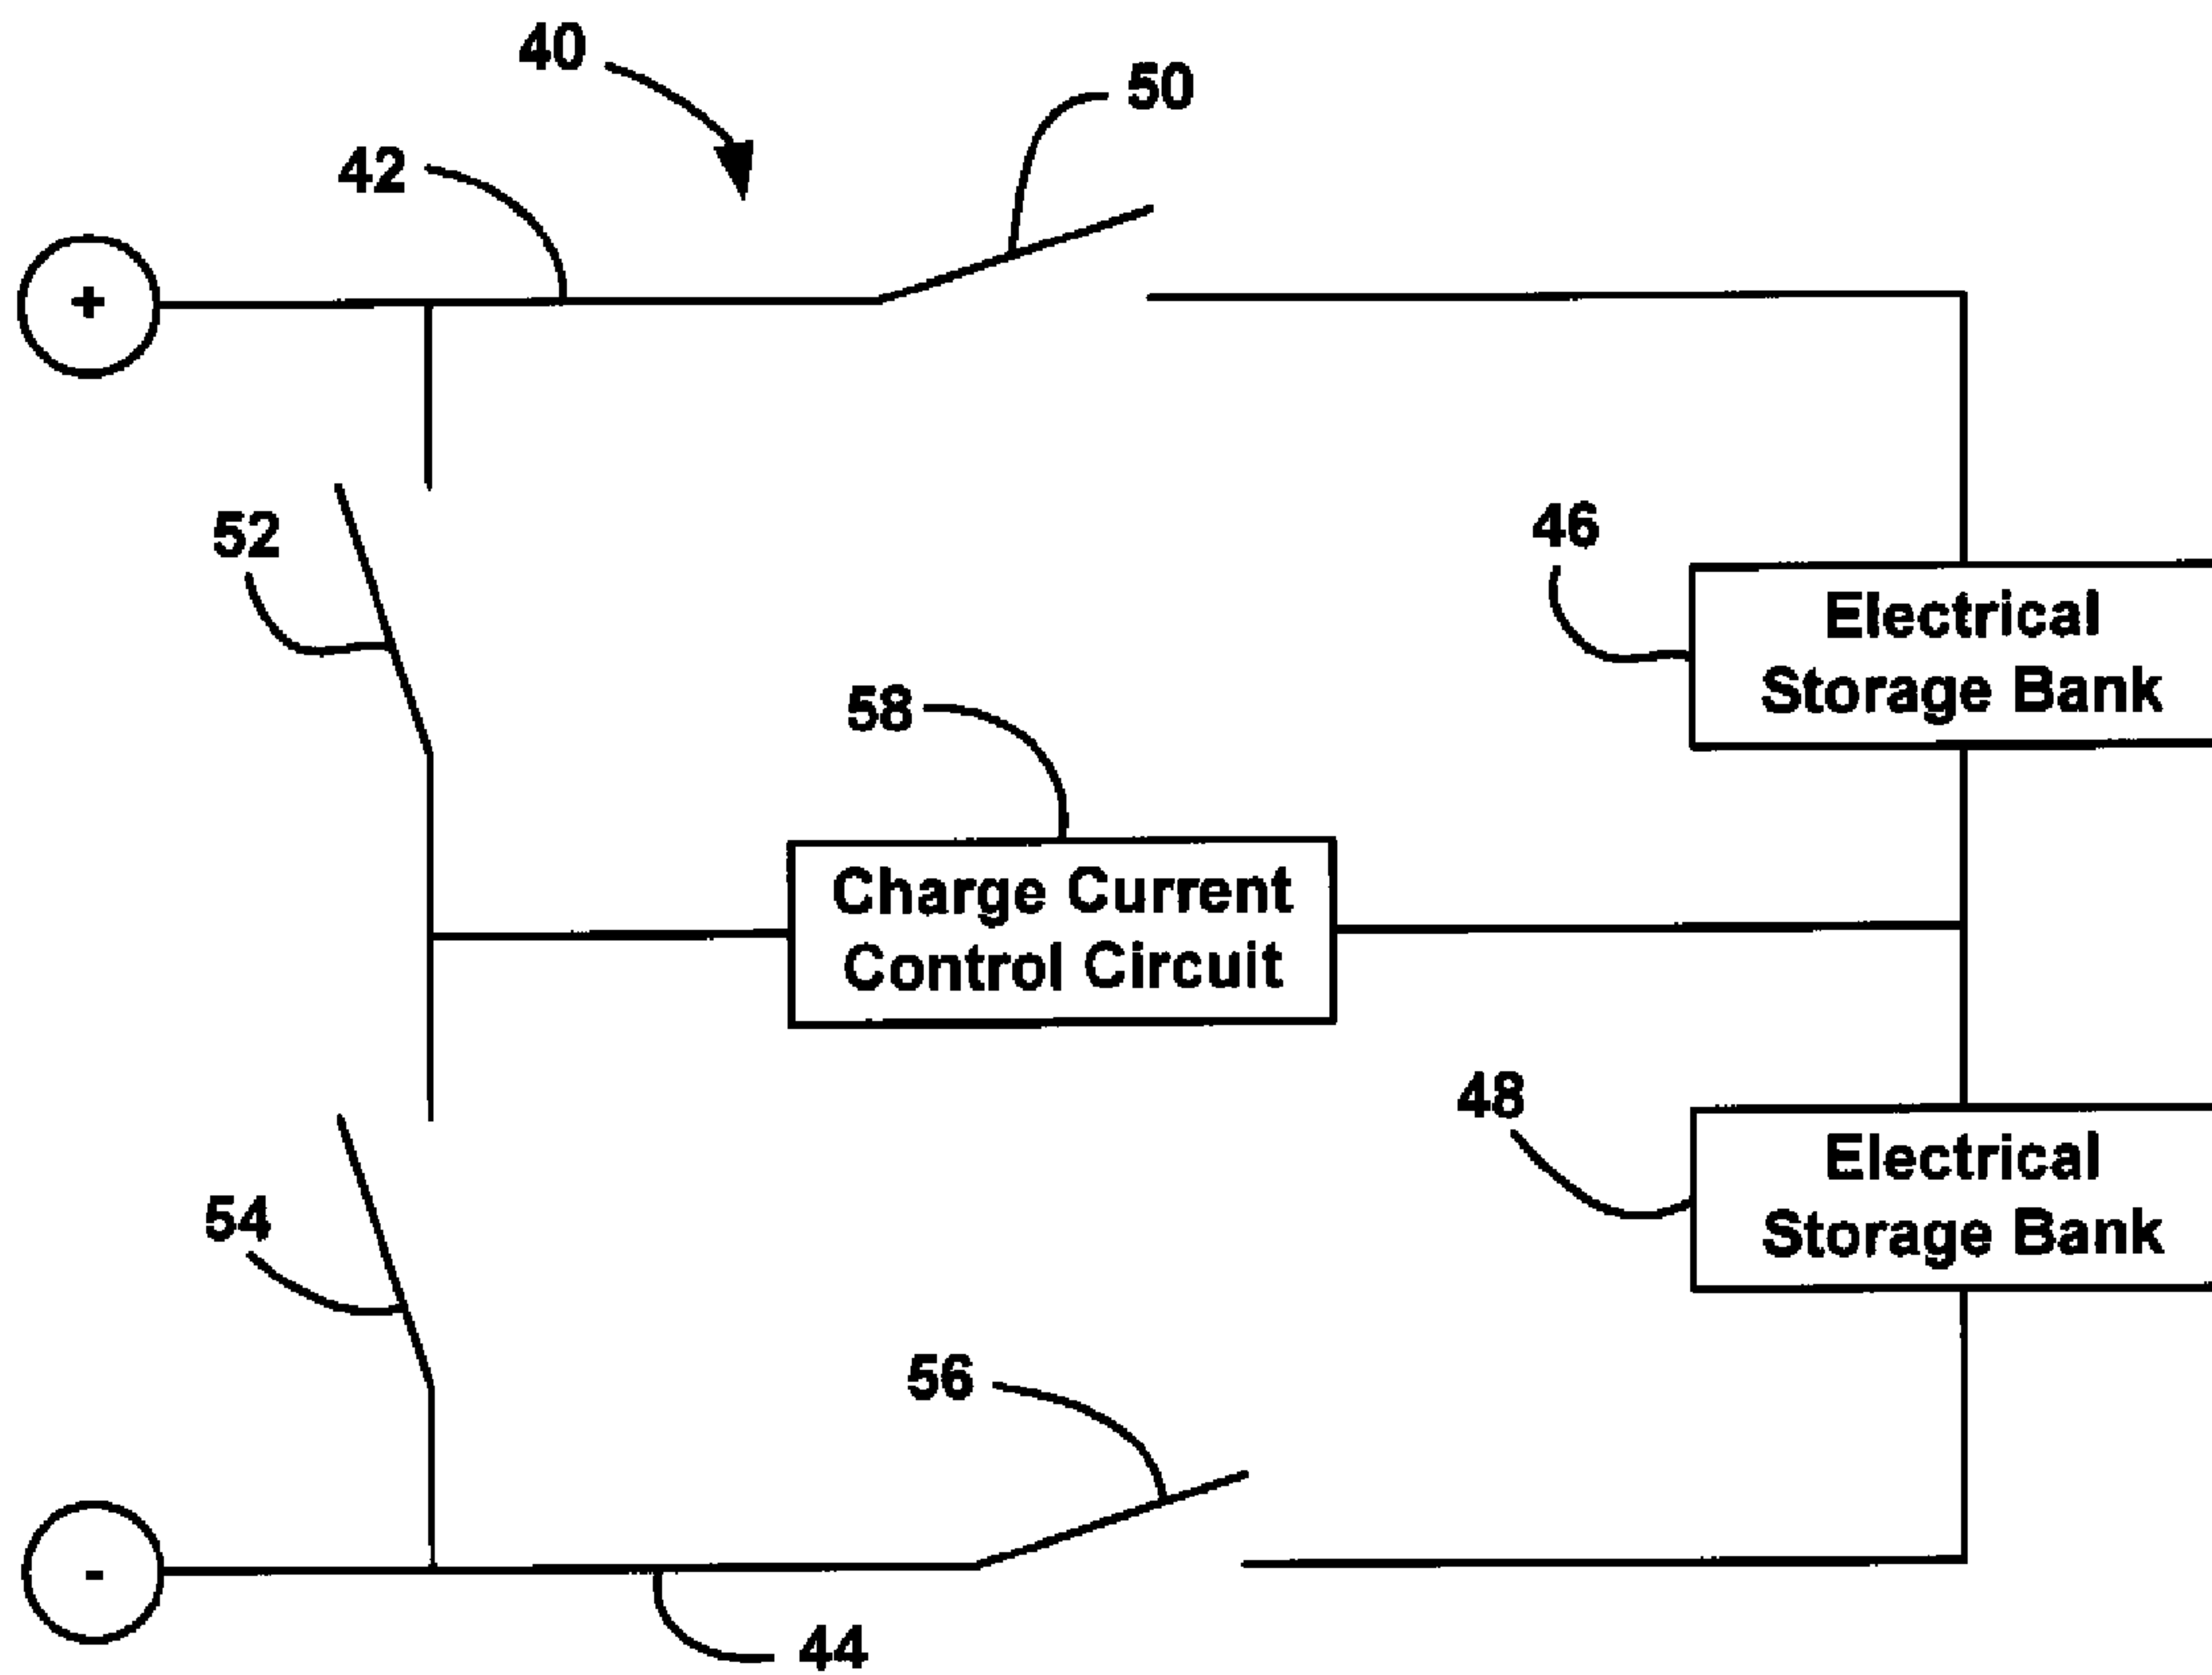 40
50
42
+
52
46
Electrical
Storage Bank
58
Charge Current
Control Circuit
48
Electrical
Storage Bank
54
56
-
44